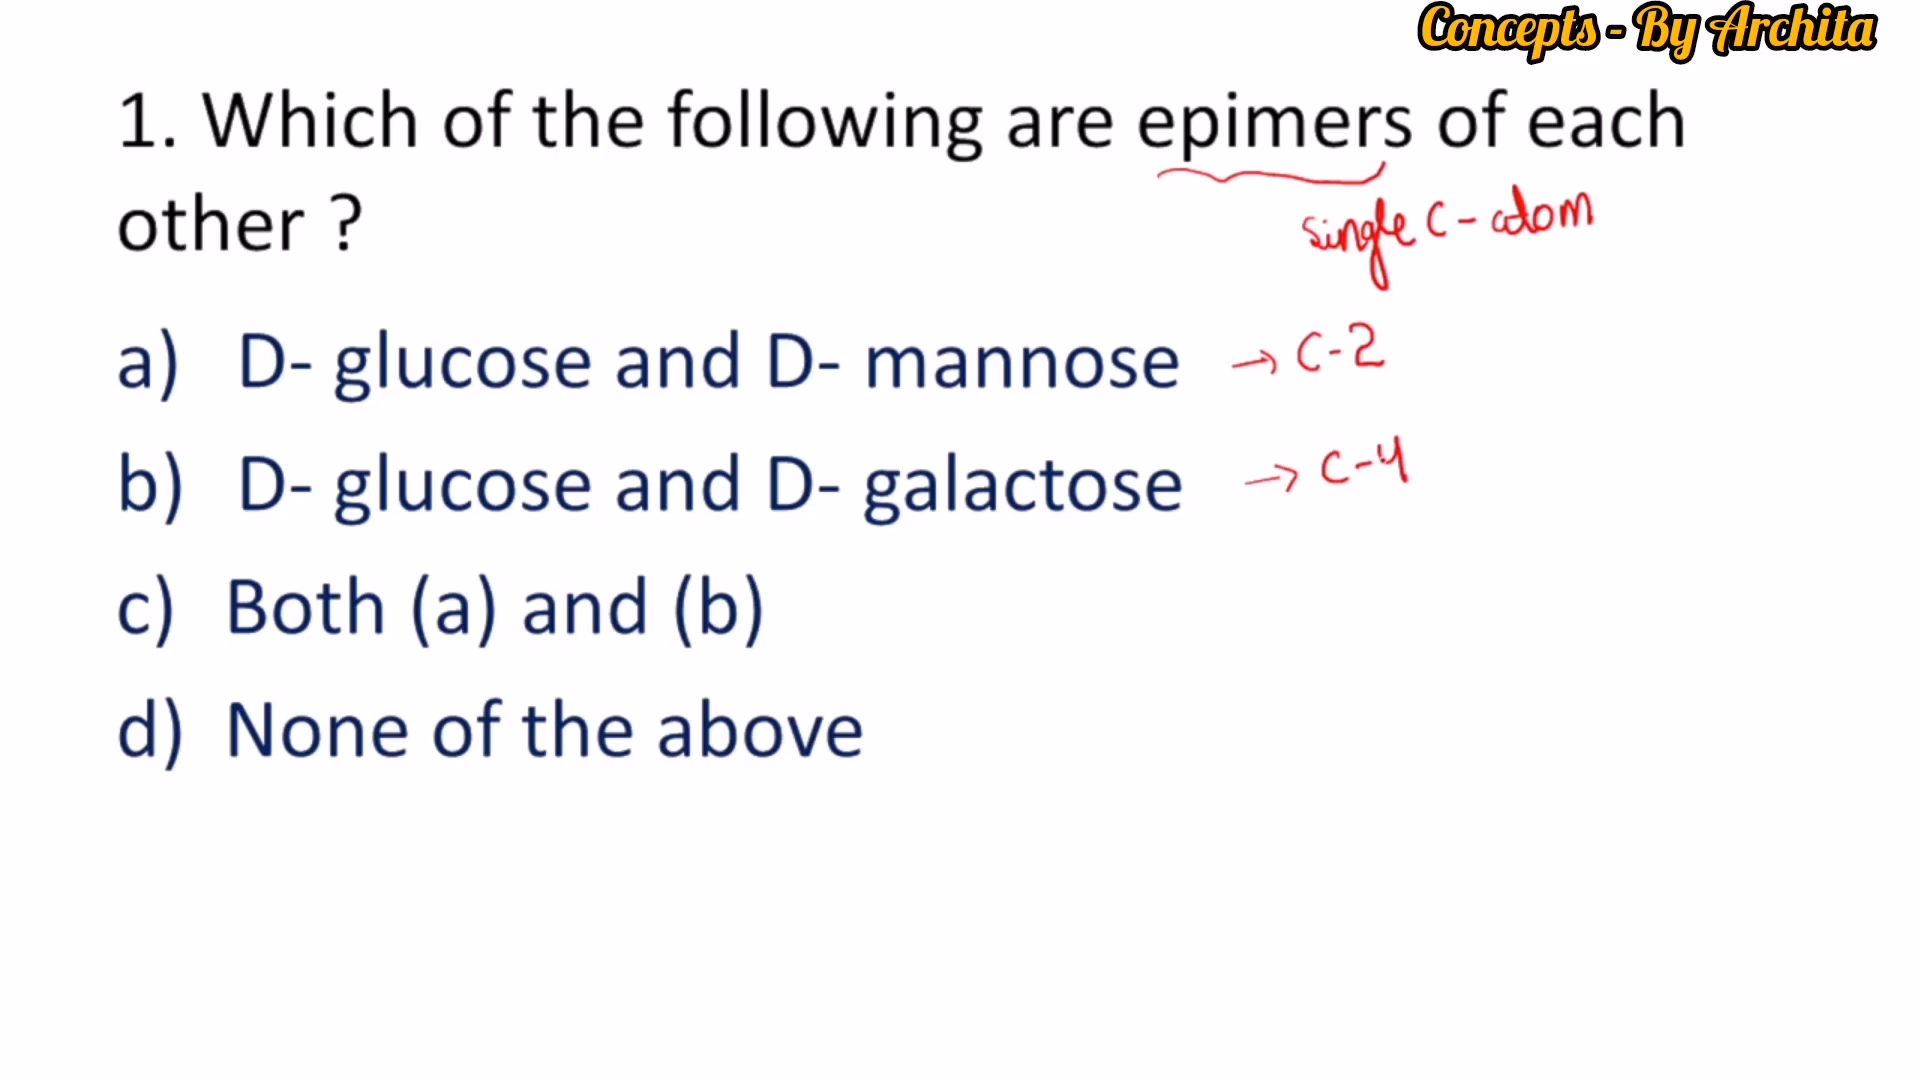 Concepts - By Archita
1. Which of the following are epimers of each
other ?
single C - atom
a) D- glucose and D- mannose → C-2
b) D- glucose and D- galactose → C-4
c) Both (a) and (b)
d) None of the above